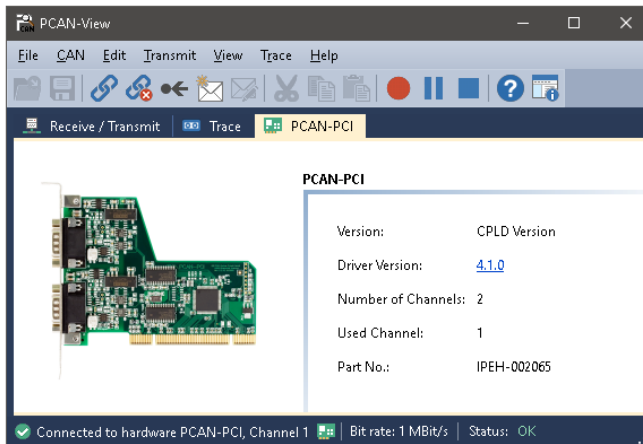 PCAN-View
File CAN Edit Transmit View Trace Help
Receive / Transmit Trace PCAN-PCI
PCAN-PCI
Version: CPLD Version
Driver Version: 4.1.0
Number of Channels: 2
Used Channel: 1
Part No.: IPEH-002065
Connected to hardware PCAN-PCI, Channel 1 Bit rate: 1 MBit/s Status: OK